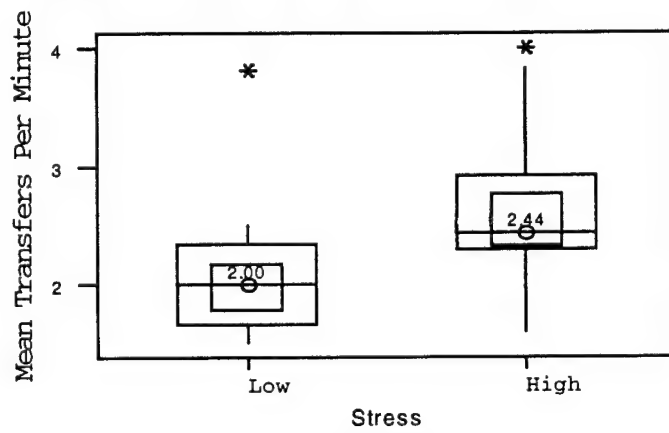 Mean Transfers Per Minute
4
3
2
2.00
2.44
Low
High
Stress